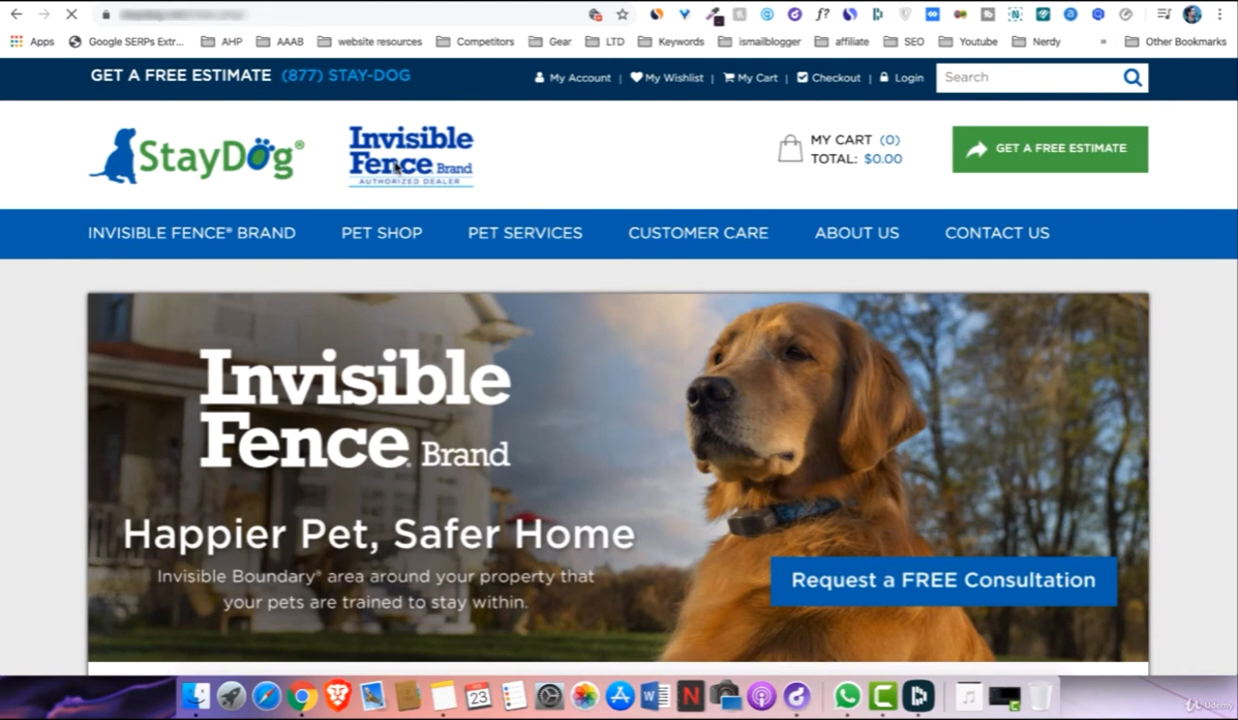 Apps
Google SERPs Extr...
AHP
AAAB
website resources
Competitors
Gear
LTD
Keywords
ismailblogger
affiliate
SEO
Youtube
Nerdy
»
Other Bookmarks
GET A FREE ESTIMATE (877) STAY-DOG
My Account | My Wishlist | My Cart | Checkout | Login
Search
StayDog®
Invisible
Fence Brand
AUTHORIZED DEALER
MY CART (0)
TOTAL: $0.00
GET A FREE ESTIMATE
INVISIBLE FENCE® BRAND
PET SHOP
PET SERVICES
CUSTOMER CARE
ABOUT US
CONTACT US
Invisible
Fence Brand
Happier Pet, Safer Home
Invisible Boundary® area around your property that
your pets are trained to stay within.
Request a FREE Consultation
23
Udemy